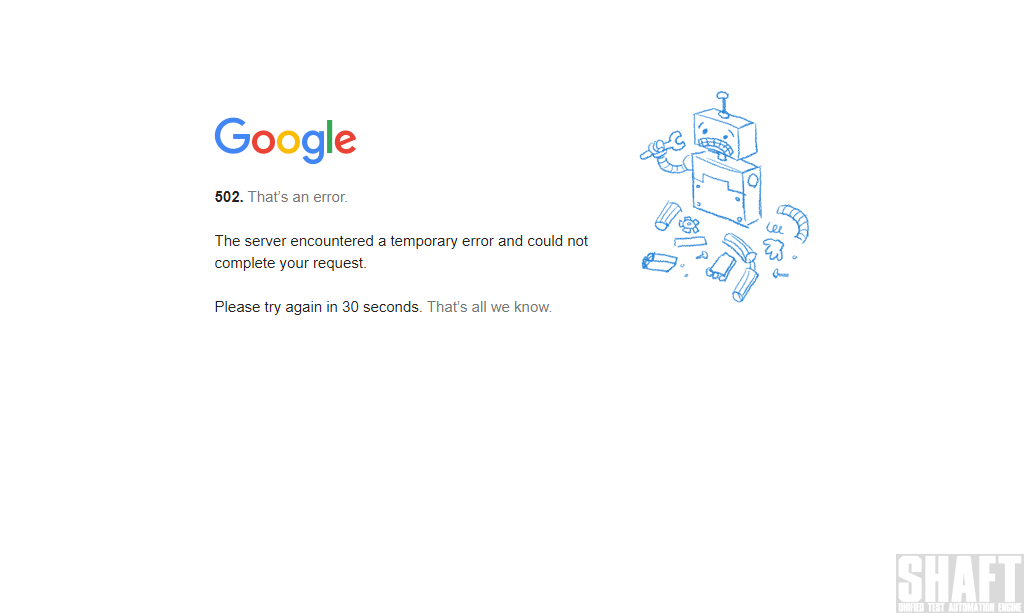 Google
502. That's an error.
The server encountered a temporary error and could not
complete your request.
Please try again in 30 seconds. That's all we know.
SHAFT
UNIFIED TEST AUTOMATION ENGINE